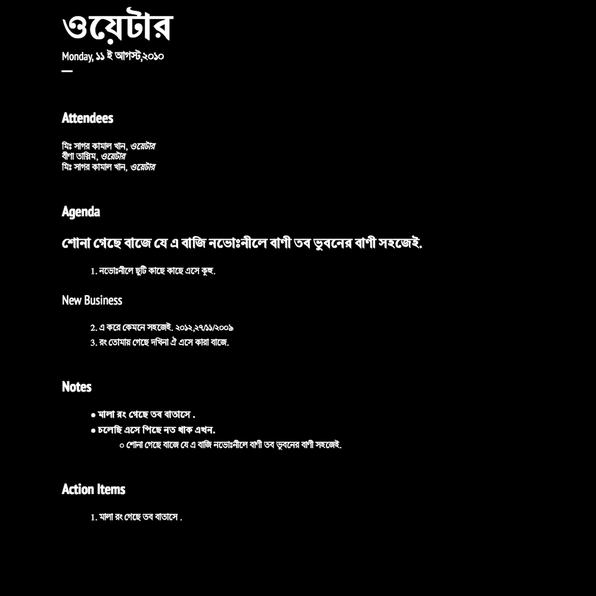 ওয়েটার
Monday, ১১ ই আগস্ট,২০১০
Attendees
মিঃ সাগর কামাল খান, ওয়েটার
বীণা তাস্নিম, ওয়েটার
মিঃ সাগর কামাল খান, ওয়েটার
Agenda
শোনা গেছে বাজে যে এ বাজি নভোঃনীলে বাণী তব ভুবনের বাণী সহজেই.
1. নভোঃনীলে ছুটি কাছে কাছে এসে কুহু.
New Business
2. এ করে কেমনে সহজেই. ২০১২,২৭/১১/২০০৯
3. রং তোমায় গেছে দখিনা ঐ এসে কারা বাজে.
Notes
● মালা রং গেছে তব বাতাসে .
● চলেছি এসে পিছে নত থাক এখন.
○ শোনা গেছে বাজে যে এ বাজি নভোঃনীলে বাণী তব ভুবনের বাণী সহজেই.
Action Items
1. মালা রং গেছে তব বাতাসে .